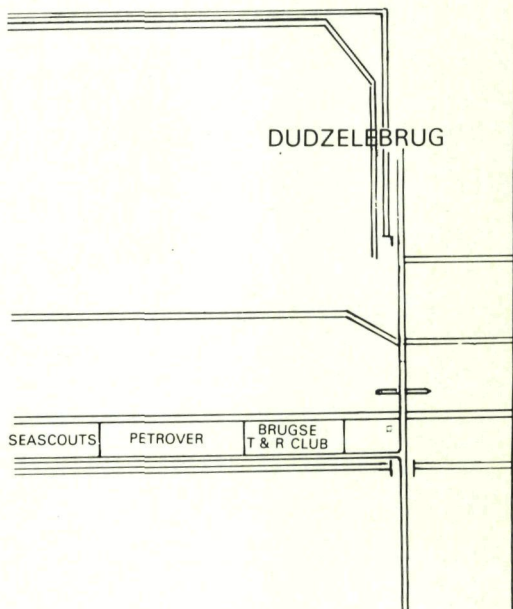 DUDZELEBRUG
SEASCOUTS
PETROVER
BRUGSE
T & R CLUB